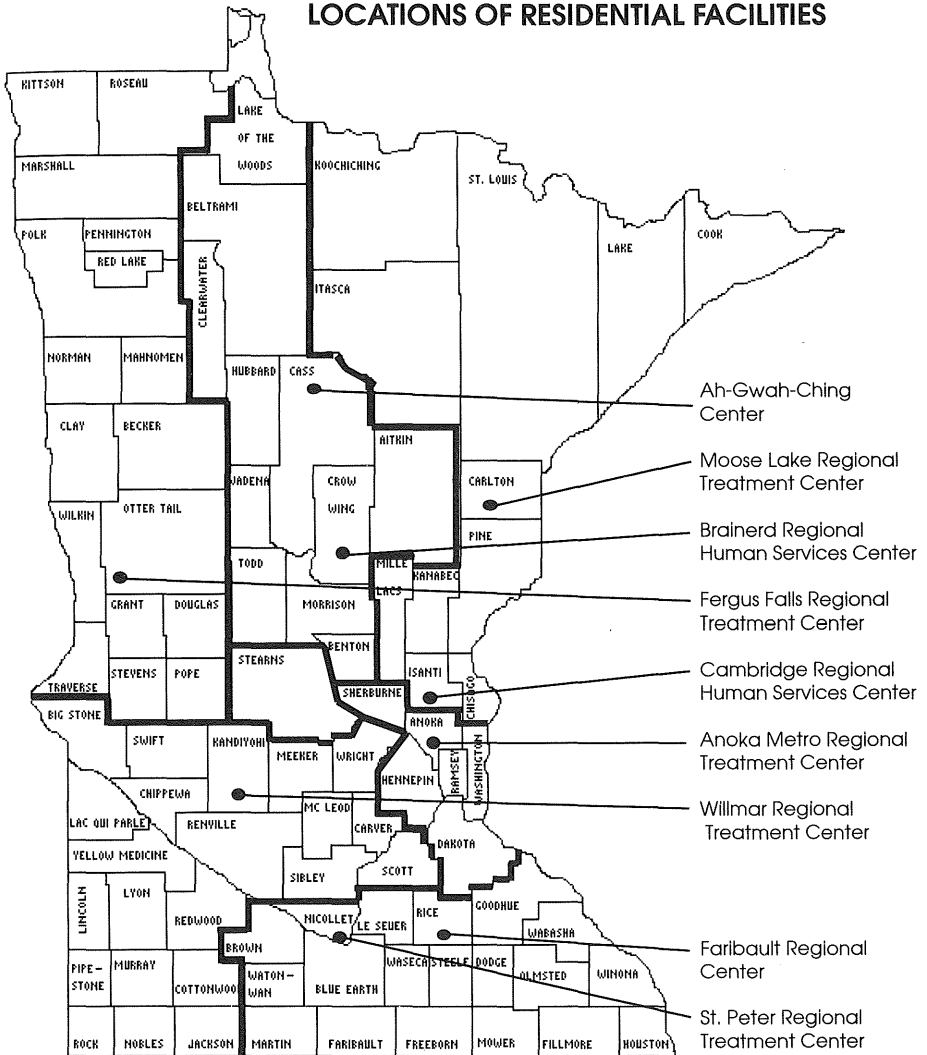 LOCATIONS OF RESIDENTIAL FACILITIES
KITTSON
ROSEAU
LAKE
OF THE
WOODS
MARSHALL
KOOCHICHING
ST. LOUIS
BELTRAMI
POLK
PENNINGTON
RED LAKE
CLEARWATER
LAKE
COOK
ITASCA
NORMAN
MAHNOMEN
HUBBARD
CASS
Ah-Gwah-Ching
Center
CLAY
BECKER
AITKIN
Moose Lake Regional
Treatment Center
WADENA
CROW
WING
CARLTON
WILKIN
OTTER TAIL
PINE
Brainerd Regional
Human Services Center
TODD
MILLE
LACS
KANABEC
GRANT
DOUGLAS
MORRISON
Fergus Falls Regional
Treatment Center
BENTON
STEARNS
STEVENS
POPE
ISANTI
Cambridge Regional
Human Services Center
TRAVERSE
SHERBURNE
CHISOGO
BIG STONE
ANOKA
SWIFT
KANDIYOHI
MEEKER
WRIGHT
HENNEPIN
RAMSEY
WASHINGTON
Anoka Metro Regional
Treatment Center
CHIPPEWA
MC LEOD
Willmar Regional
Treatment Center
LAC QUI PARLE
RENVILLE
CARVER
DAKOTA
YELLOW MEDICINE
SIBLEY
SCOTT
LINCOLN
LYON
REDWOOD
NICOLLET
LE SEUER
RICE
GOODHUE
WABASHA
BROWN
Faribault Regional
Center
PIPE-
STONE
MURRAY
COTTONWOO
WATON-
WAN
BLUE EARTH
WASECA
STEELE
DODGE
OLMSTED
WINONA
St. Peter Regional
Treatment Center
ROCK
NOBLES
JACKSON
MARTIN
FARIBAULT
FREEBORN
MOWER
FILLMORE
HOUSTON